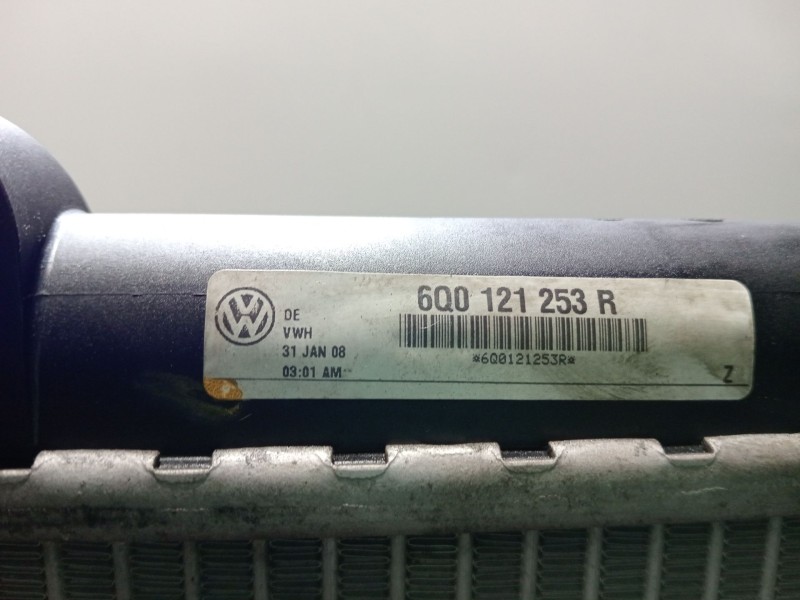 6Q0 121 253 R
DE
VWH
31 JAN 08
*6Q0121253R*
03:01 AM
Z